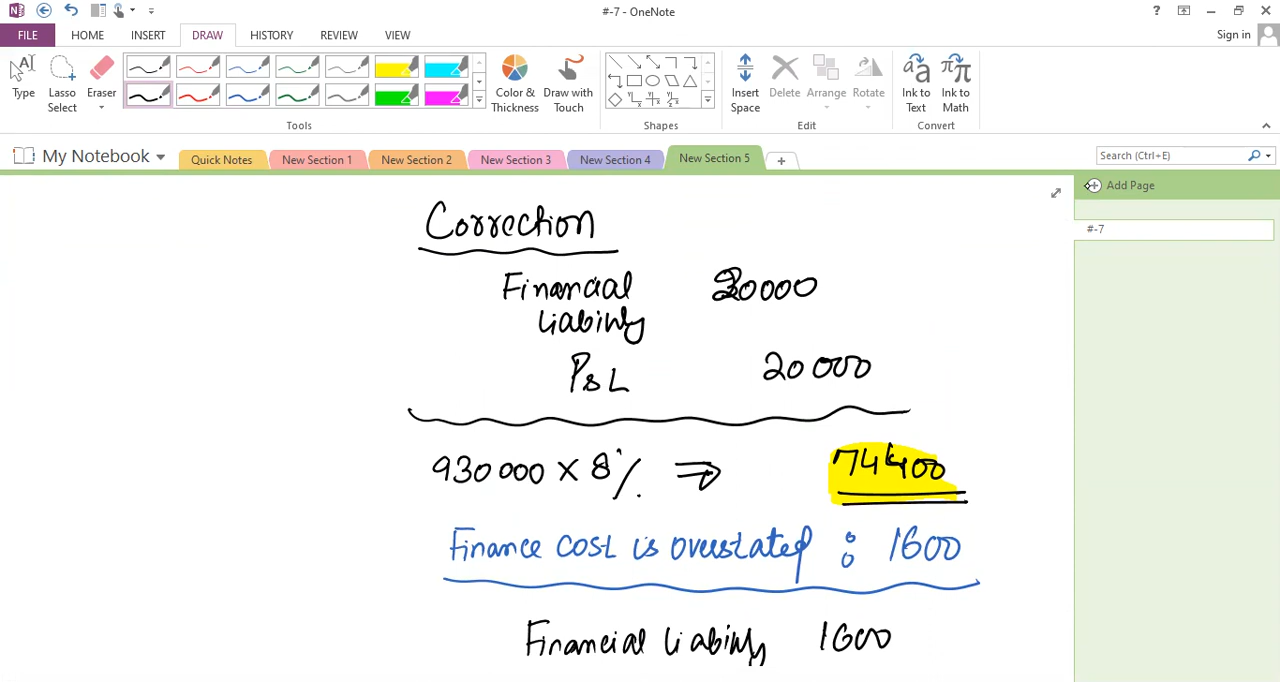 #-7 - OneNote
Sign in
FILE HOME INSERT DRAW HISTORY REVIEW VIEW
Type
Lasso Select
Eraser
Color & Thickness
Draw with Touch
Insert Space
Delete
Arrange
Rotate
Ink to Text
Ink to Math
Tools
Shapes
Edit
Convert
My Notebook
Quick Notes
New Section 1
New Section 2
New Section 3
New Section 4
New Section 5
Search (Ctrl+E)
Add Page
#-7
Correction
Financial 20000
liability
P&L 20000
930000 x 8% ⇒ 74400
Finance cost is overstated : 1600
Financial liability 1600